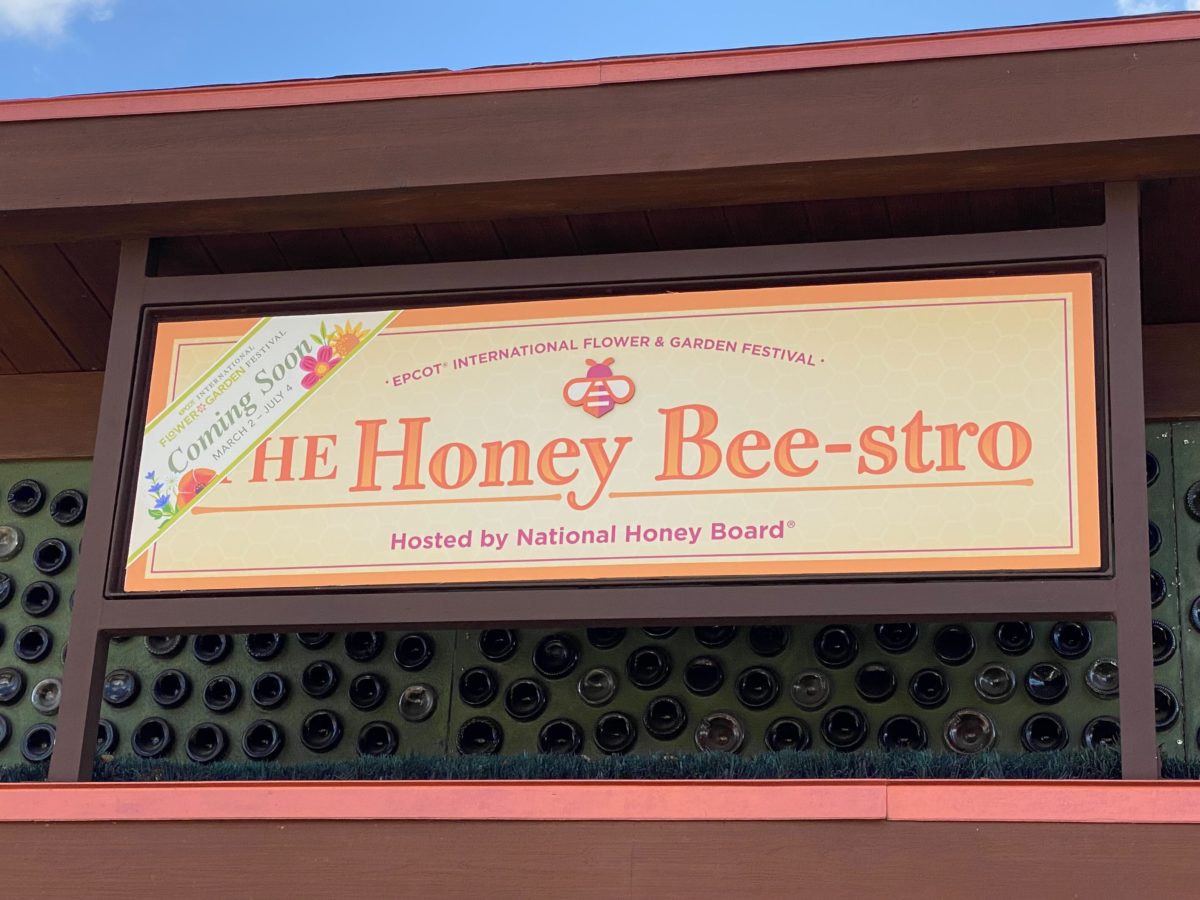 EPCOT INTERNATIONAL
FLOWER GARDEN FESTIVAL
Coming Soon
MARCH 2 – JULY 4
· EPCOT® INTERNATIONAL FLOWER & GARDEN FESTIVAL ·
THE Honey Bee-stro
Hosted by National Honey Board®